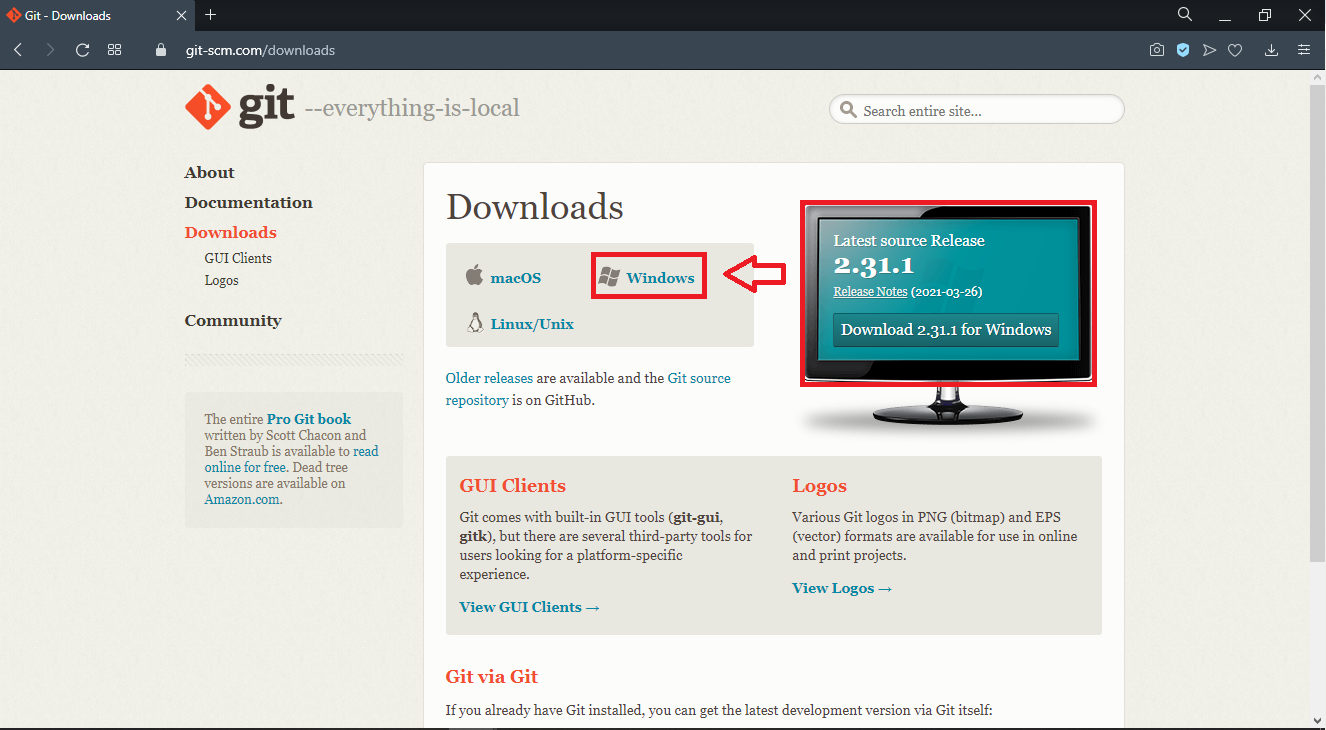 Git - Downloads
git-scm.com/downloads
git --everything-is-local
Search entire site...
About
Documentation
Downloads
GUI Clients
Logos
Community
The entire Pro Git book
written by Scott Chacon and
Ben Straub is available to read
online for free. Dead tree
versions are available on
Amazon.com.
Downloads
macOS
Windows
Linux/Unix
Older releases are available and the Git source
repository is on GitHub.
Latest source Release
2.31.1
Release Notes (2021-03-26)
Download 2.31.1 for Windows
GUI Clients
Git comes with built-in GUI tools (git-gui,
gitk), but there are several third-party tools for
users looking for a platform-specific
experience.
View GUI Clients →
Logos
Various Git logos in PNG (bitmap) and EPS
(vector) formats are available for use in online
and print projects.
View Logos →
Git via Git
If you already have Git installed, you can get the latest development version via Git itself: